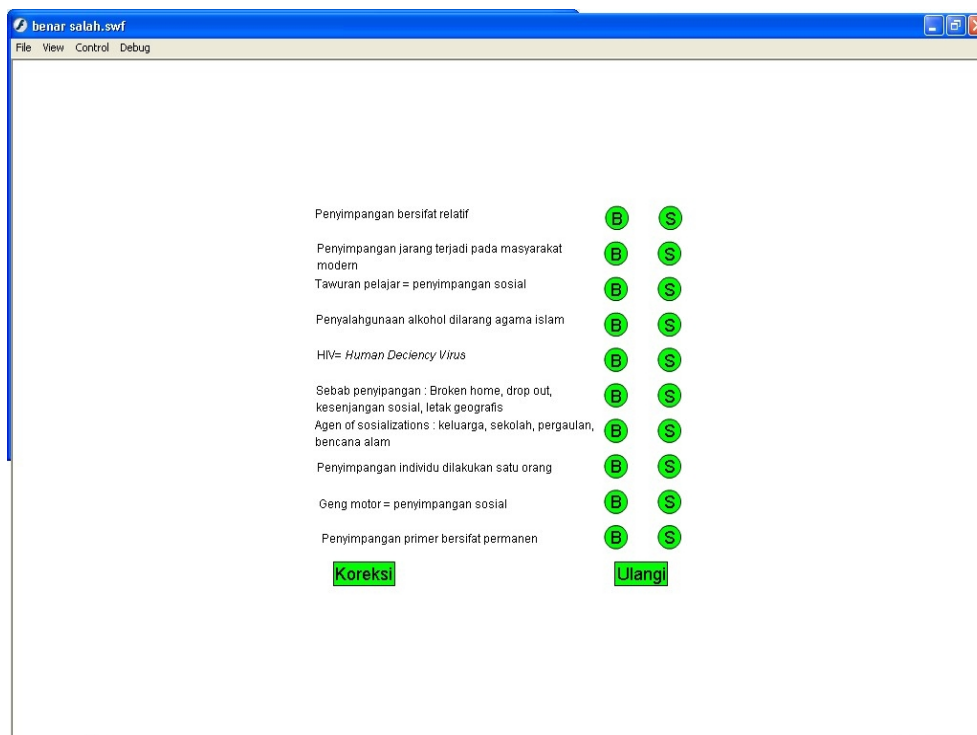 benar salah.swf
File View Control Debug
Penyimpangan bersifat relatif B S
Penyimpangan jarang terjadi pada masyarakat
modern B S
Tawuran pelajar = penyimpangan sosial B S
Penyalahgunaan alkohol dilarang agama islam B S
HIV= Human Deciency Virus B S
Sebab penyipangan : Broken home, drop out,
kesenjangan sosial, letak geografis B S
Agen of sosializations : keluarga, sekolah, pergaulan,
bencana alam B S
Penyimpangan individu dilakukan satu orang B S
Geng motor = penyimpangan sosial B S
Penyimpangan primer bersifat permanen B S
Koreksi Ulangi